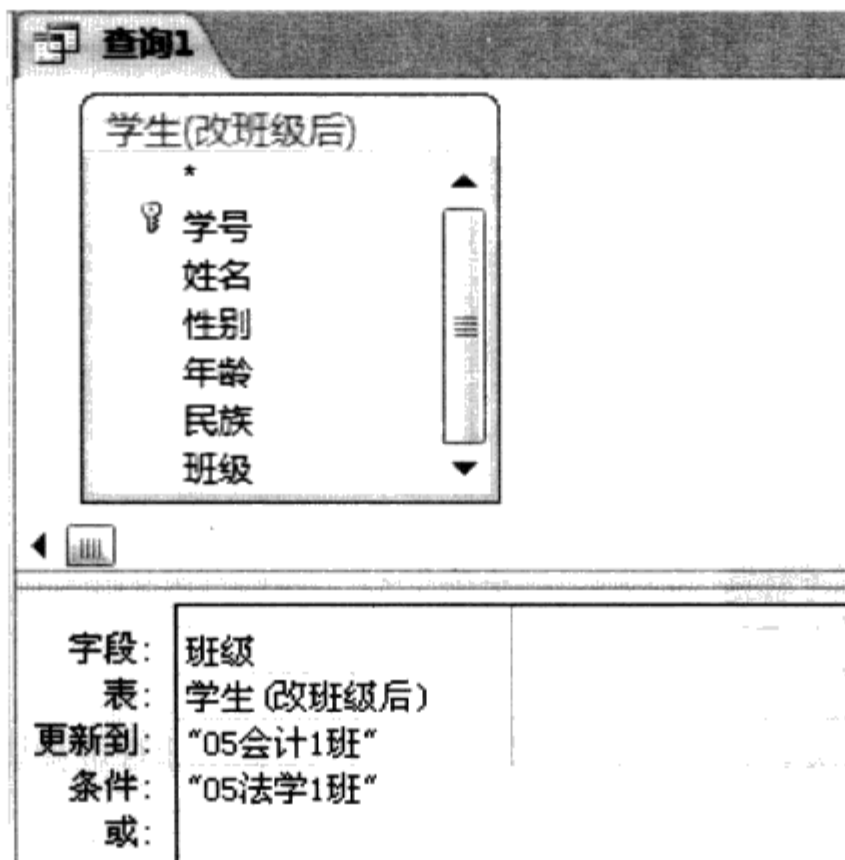 查询1
学生(改班级后)
*
学号
姓名
性别
年龄
民族
班级
字段: 班级
表: 学生(改班级后)
更新到: "05会计1班"
条件: "05法学1班"
或: